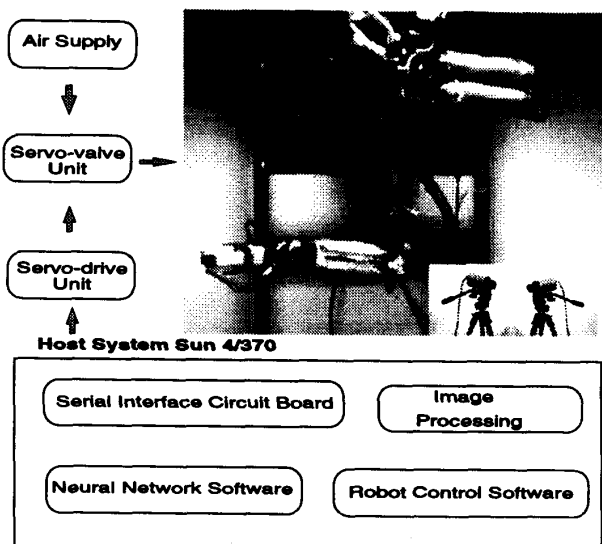 Air Supply
Servo-valve
Unit
Servo-drive
Unit
Host System Sun 4/370
Serial Interface Circuit Board
Image
Processing
Neural Network Software
Robot Control Software